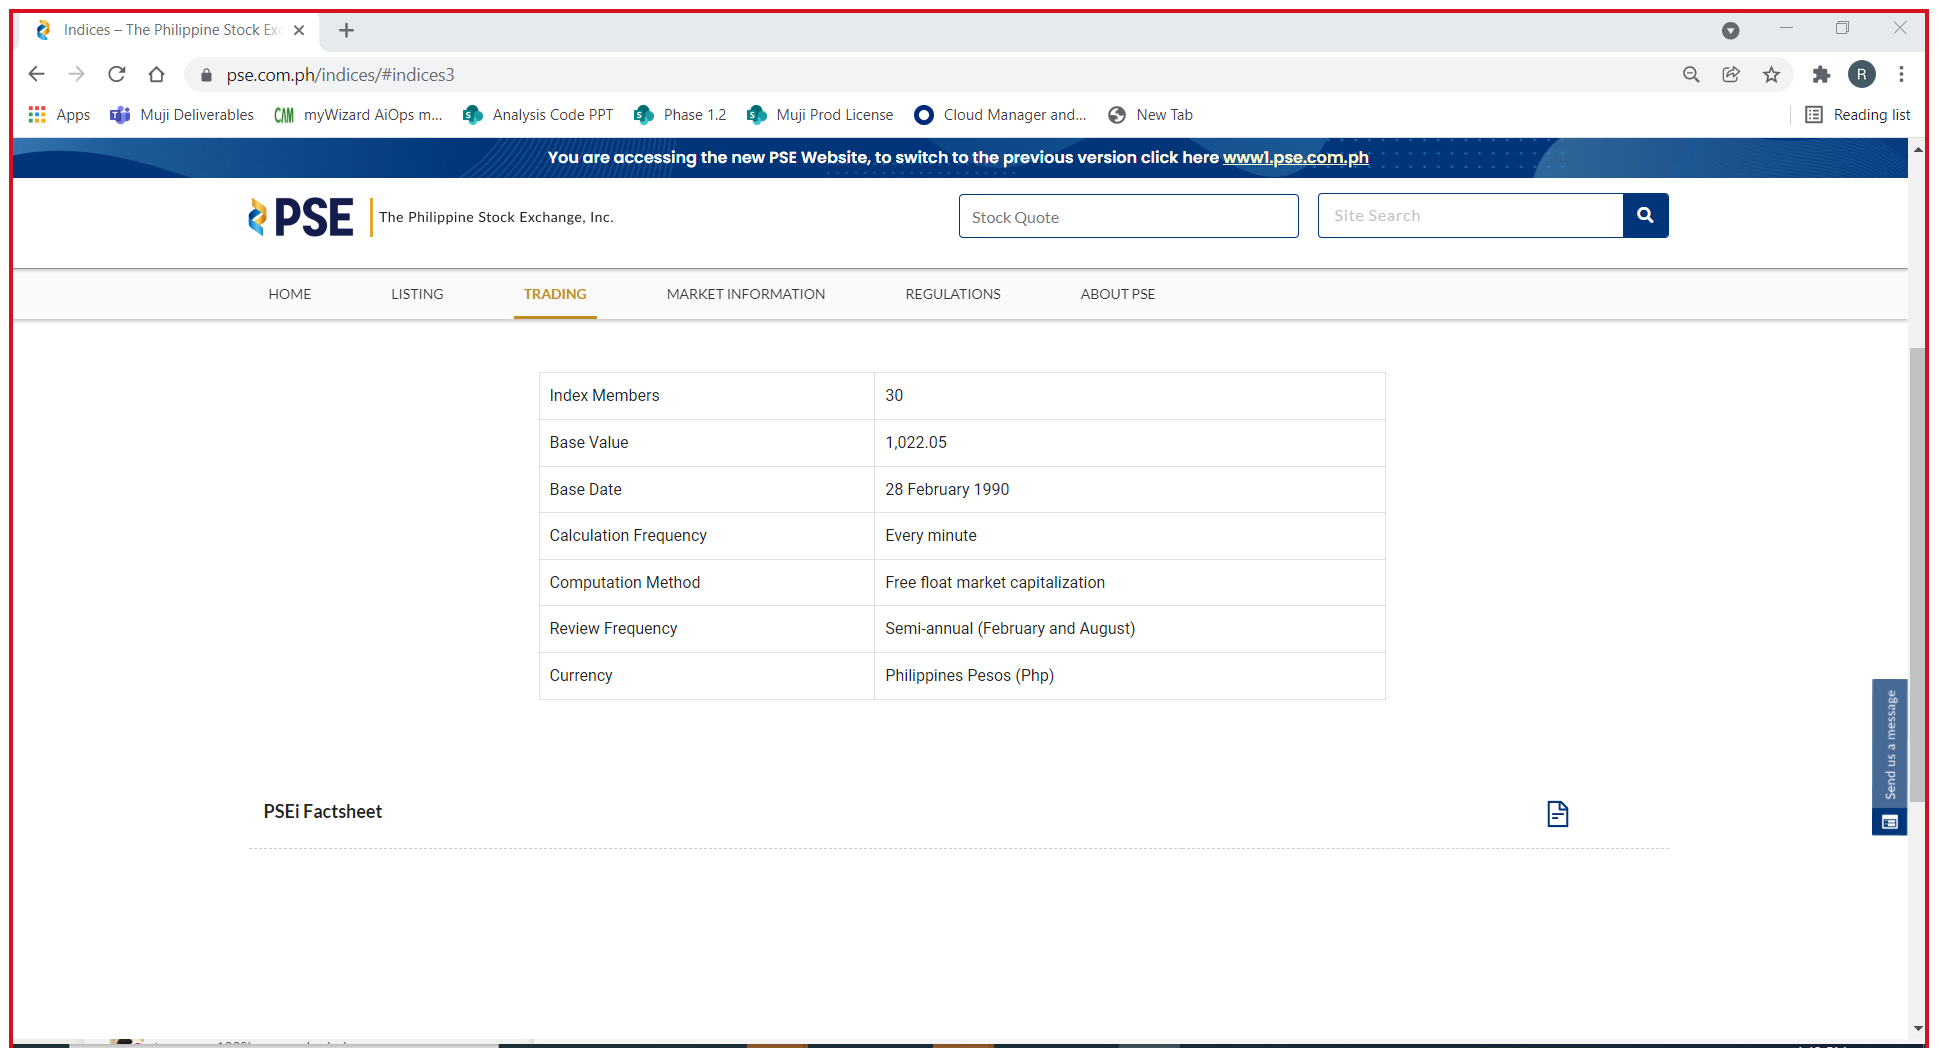 Indices – The Philippine Stock Exc
pse.com.ph/indices/#indices3
R
Apps
Muji Deliverables
CAM myWizard AiOps m...
Analysis Code PPT
Phase 1.2
Muji Prod License
Cloud Manager and...
New Tab
Reading list
You are accessing the new PSE Website, to switch to the previous version click here www1.pse.com.ph
PSE The Philippine Stock Exchange, Inc.
Stock Quote
Site Search
HOME LISTING TRADING MARKET INFORMATION REGULATIONS ABOUT PSE
Index Members 30
Base Value 1,022.05
Base Date 28 February 1990
Calculation Frequency Every minute
Computation Method Free float market capitalization
Review Frequency Semi-annual (February and August)
Currency Philippines Pesos (Php)
Send us a message
PSEi Factsheet